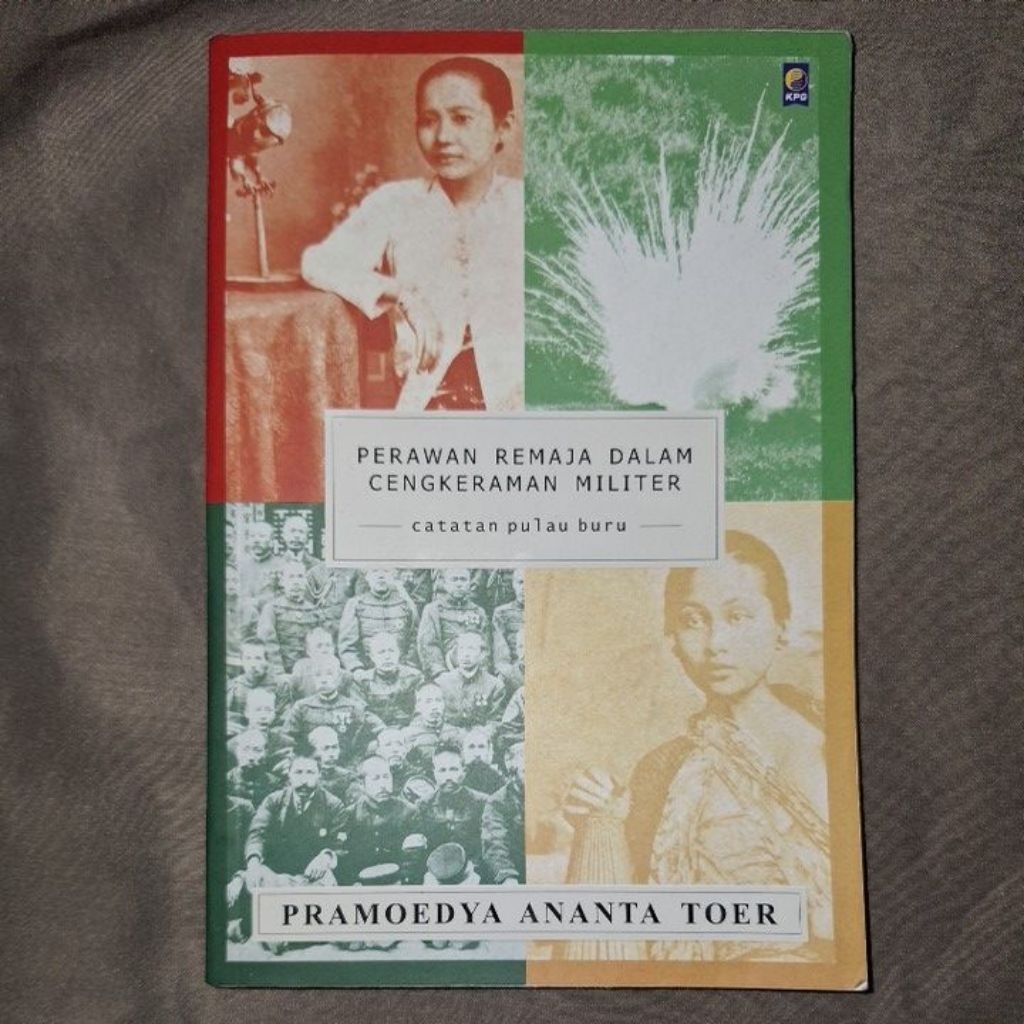 KPG
PERAWAN REMAJA DALAM
CENGKERAMAN MILITER
catatan pulau buru
PRAMOEDYA ANANTA TOER